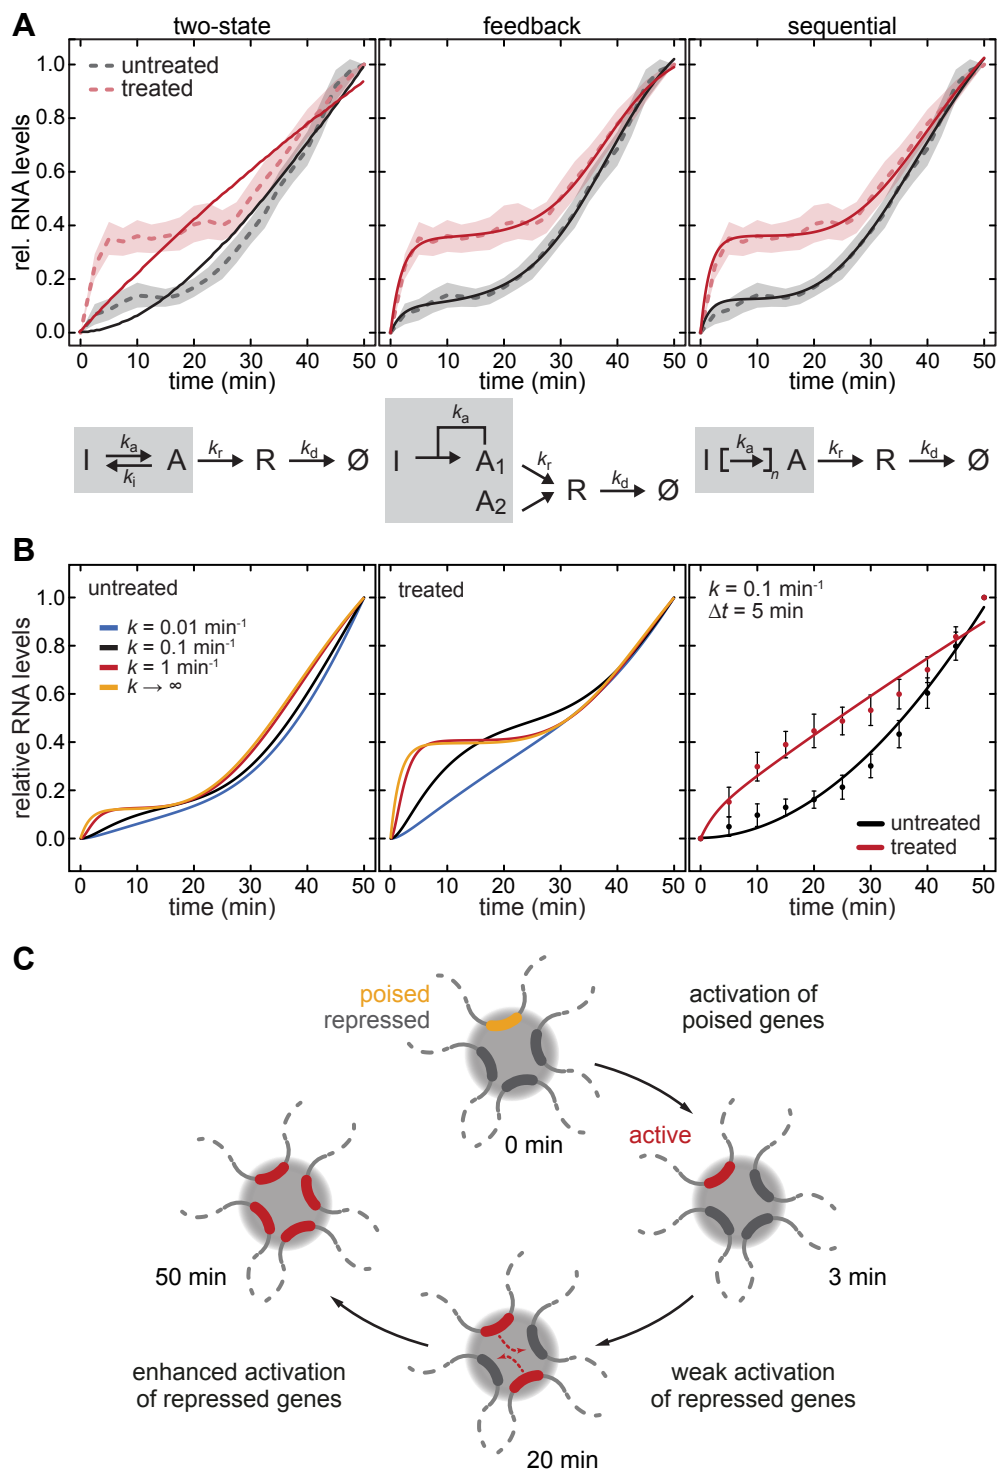 A
two-state
feedback
sequential
rel. RNA levels
1.0
0.8
0.6
0.4
0.2
0.0
untreated
treated
0 10 20 30 40 50
0 10 20 30 40 50
0 10 20 30 40 50
time (min)
time (min)
time (min)
I ka ki A kr R kd Ø
I ka A1 A2 kr R kd Ø
I [ka]n A kr R kd Ø
B
relative RNA levels
1.0
0.8
0.6
0.4
0.2
0.0
untreated
k = 0.01 min-1
k = 0.1 min-1
k = 1 min-1
k → ∞
treated
k = 0.1 min-1
Δt = 5 min
untreated
treated
0 10 20 30 40 50
0 10 20 30 40 50
0 10 20 30 40 50
time (min)
time (min)
time (min)
C
poised
repressed
activation of
poised genes
0 min
active
50 min
3 min
enhanced activation
of repressed genes
weak activation
of repressed genes
20 min